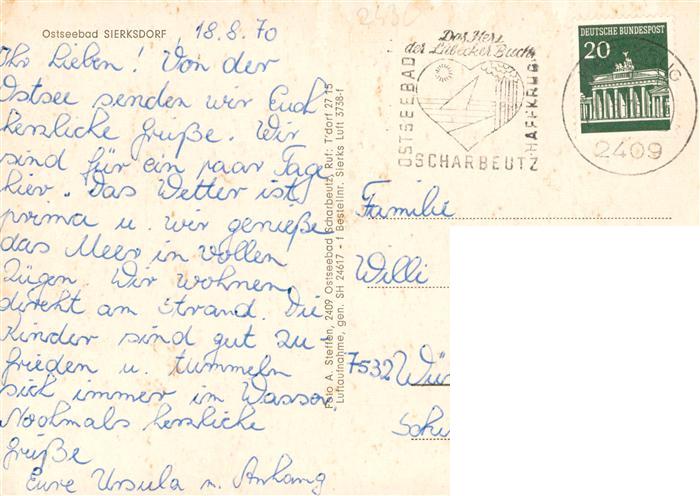 Ostseebad SIERKSDORF
18.8.70
Ihr Lieben! Von der
Ostsee senden wir Euch
herzliche Grüße. Wir
sind für ein paar Tage
hier. Das Wetter ist
prima u. wir genieße
das Meer in vollen
Zügen. Wir wohnen
direkt am Strand. Die
Kinder sind gut zu-
frieden u. tummeln
sich immer im Wasser.
Nochmals herzliche
Grüße
Eure Ursula u. Anhang.
Foto A. Steffen, 2409 Ostseebad Scharbeutz, Ruf: T'dorf 27 15
Luftaufnahme, gen. SH 24617 - f Bestellnr. Sierks Luft 3738-f
Das Herz
der Lübecker Bucht
OSTSEEBAD
SCHARBEUTZ
HAFFKRUG
DEUTSCHE BUNDESPOST
20
2409
Familie
Willi
7532 Wü
Schi